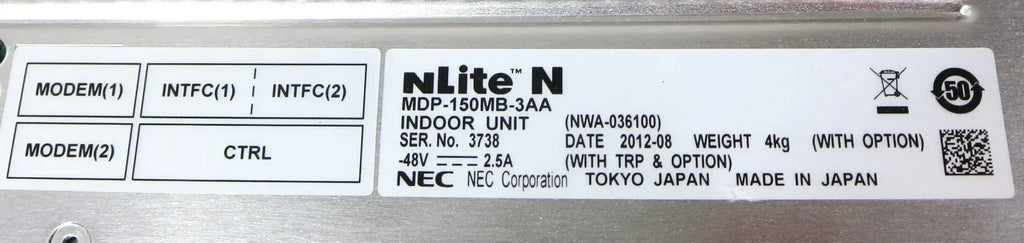 MODEM(1) INTFC(1) INTFC(2)
MODEM(2) CTRL
NLite™ N
MDP-150MB-3AA
INDOOR UNIT (NWA-036100)
SER. No. 3738 DATE 2012-08 WEIGHT 4kg (WITH OPTION)
-48V 2.5A (WITH TRP & OPTION)
NEC NEC Corporation TOKYO JAPAN MADE IN JAPAN
50